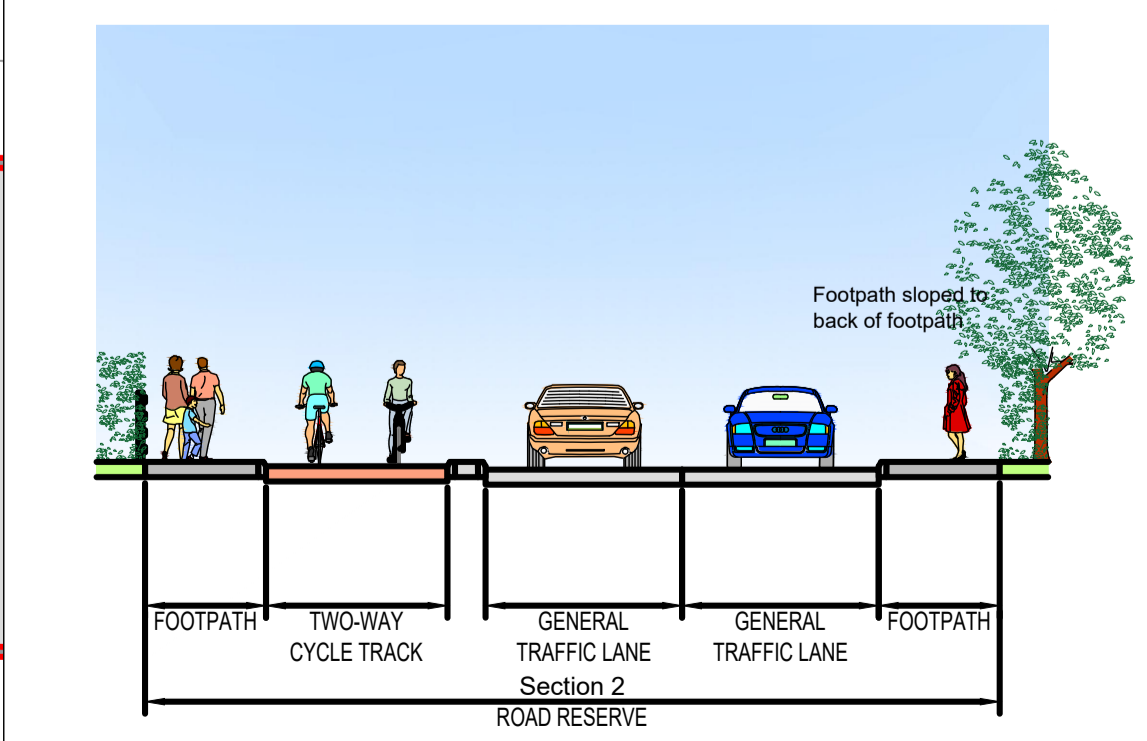 Footpath sloped to
back of footpath
FOOTPATH
TWO-WAY
CYCLE TRACK
GENERAL
TRAFFIC LANE
GENERAL
TRAFFIC LANE
FOOTPATH
Section 2
ROAD RESERVE